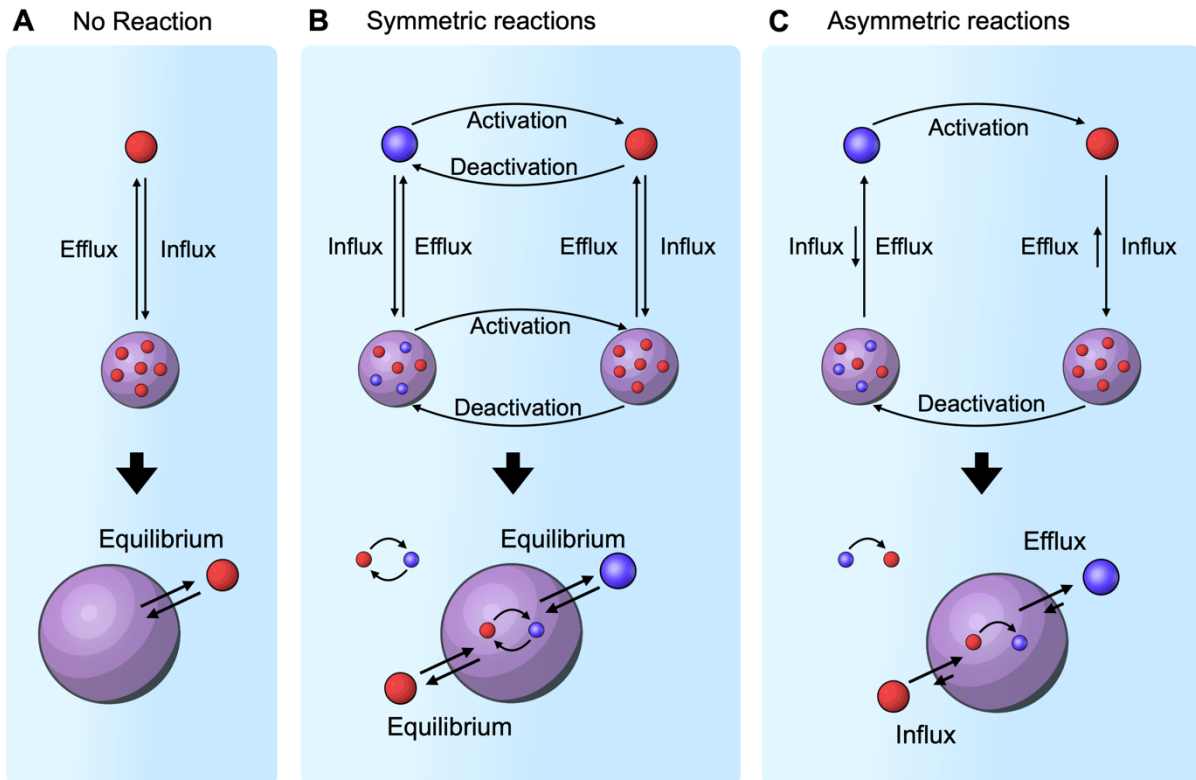 A No Reaction
Efflux Influx
Equilibrium
B Symmetric reactions
Activation
Deactivation
Influx Efflux
Efflux Influx
Activation
Deactivation
Equilibrium
Equilibrium
C Asymmetric reactions
Activation
Influx Efflux
Efflux Influx
Deactivation
Efflux
Influx